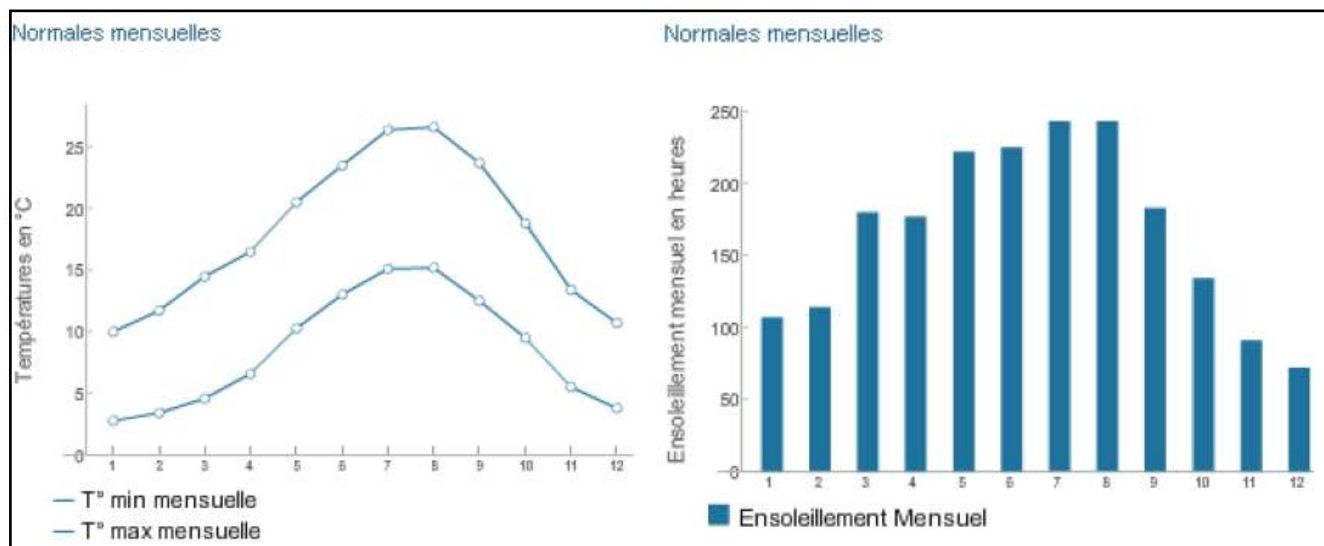 Normales mensuelles
Températures en °C
25
20
15
10
5
0
1 2 3 4 5 6 7 8 9 10 11 12
T° min mensuelle
T° max mensuelle
Normales mensuelles
Ensoleillement mensuel en heures
250
200
150
100
50
0
1 2 3 4 5 6 7 8 9 10 11 12
Ensoleillement Mensuel